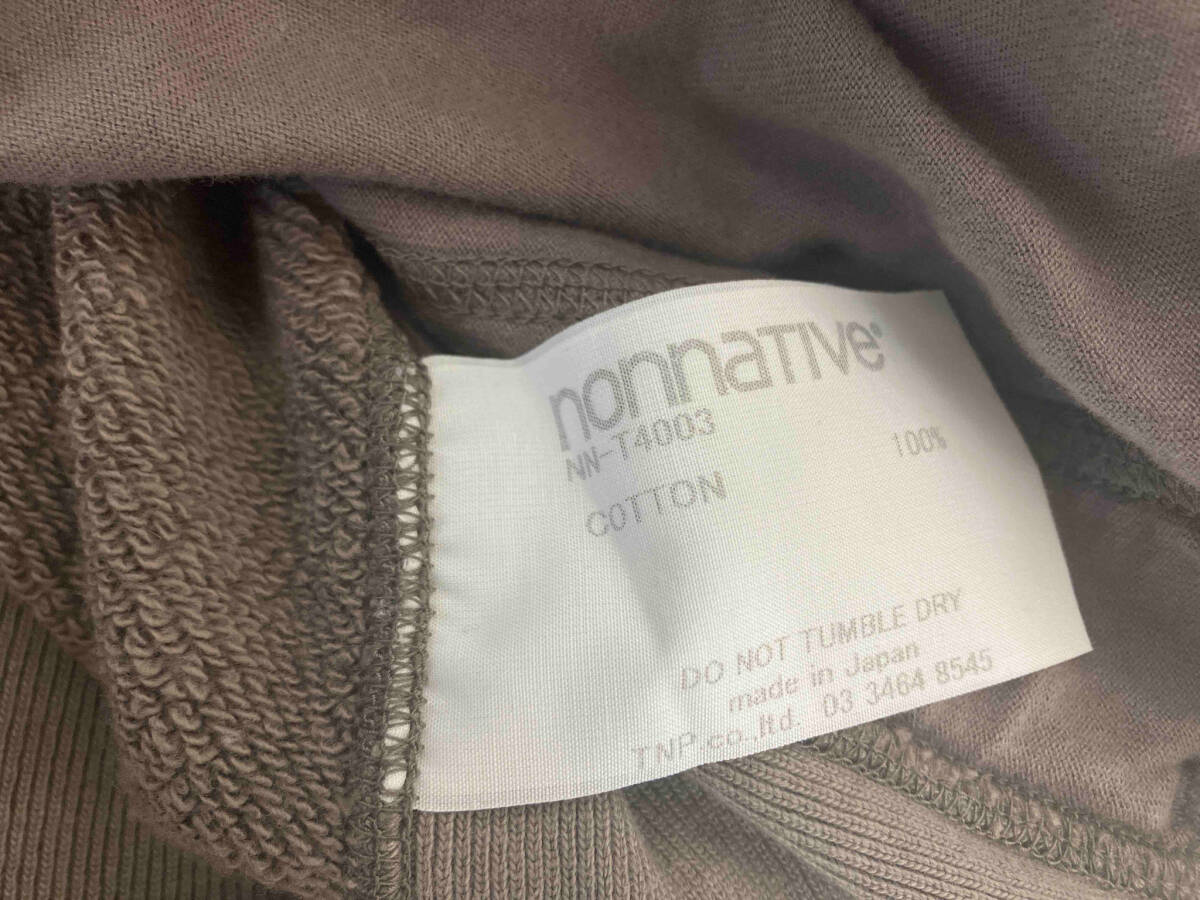 nonnaTIVe
NN-T4003
COTTON 100%
DO NOT TUMBLE DRY
made in Japan
TNP.co.,ltd. 03 3464 8545